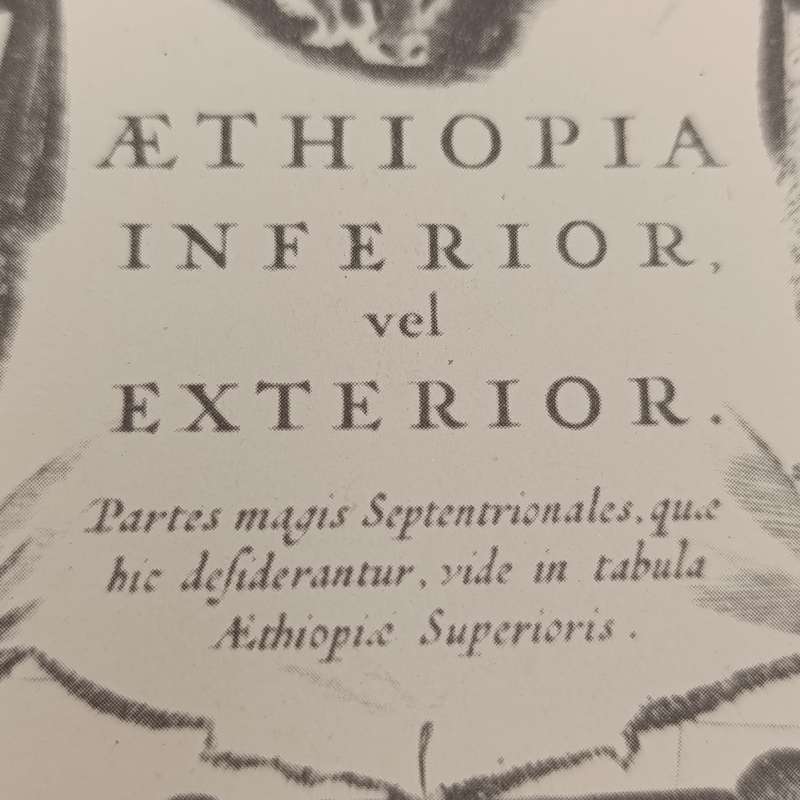 ÆTHIOPIA
INFERIOR,
vel
EXTERIOR.
Partes magis Septentrionales, quæ
hic deſiderantur, vide in tabula
Æthiopiæ Superioris.